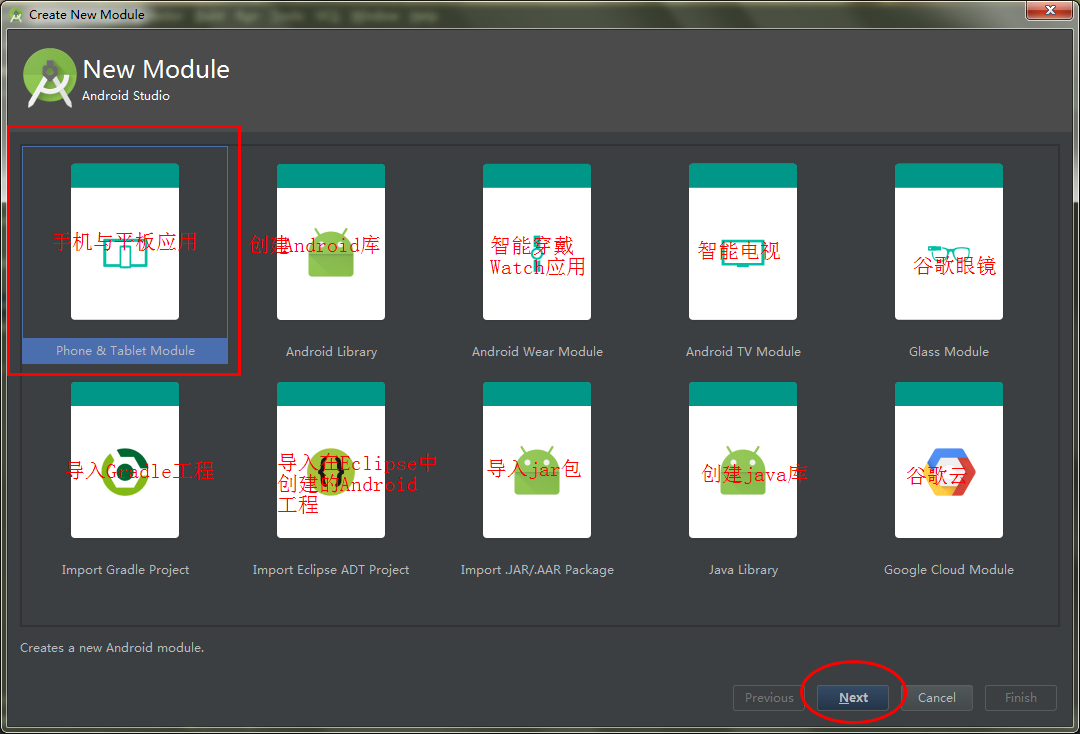 Create New Module
New Module
Android Studio
手机与平板应用
创建Android库
智能穿戴
Watch应用
智能电视
谷歌眼镜
Phone & Tablet Module
Android Library
Android Wear Module
Android TV Module
Glass Module
导入Gradle工程
导入在Eclipse中
创建的Android
工程
导入jar包
创建java库
谷歌云
Import Gradle Project
Import Eclipse ADT Project
Import .JAR/.AAR Package
Java Library
Google Cloud Module
Creates a new Android module.
Previous
Next
Cancel
Finish